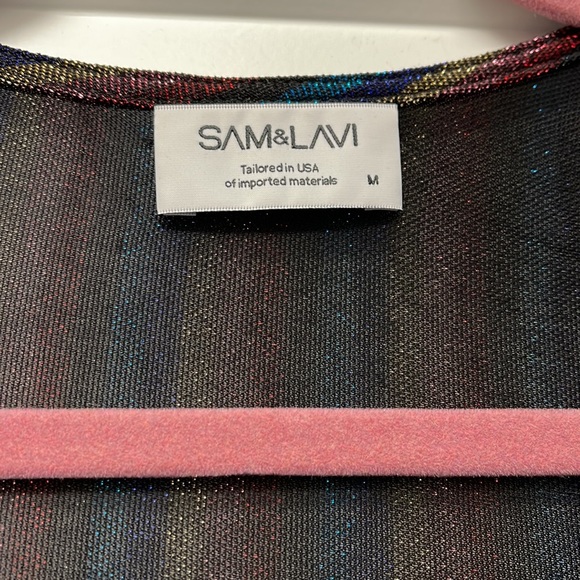 SAM&LAVI
Tailored in USA
of imported materials M